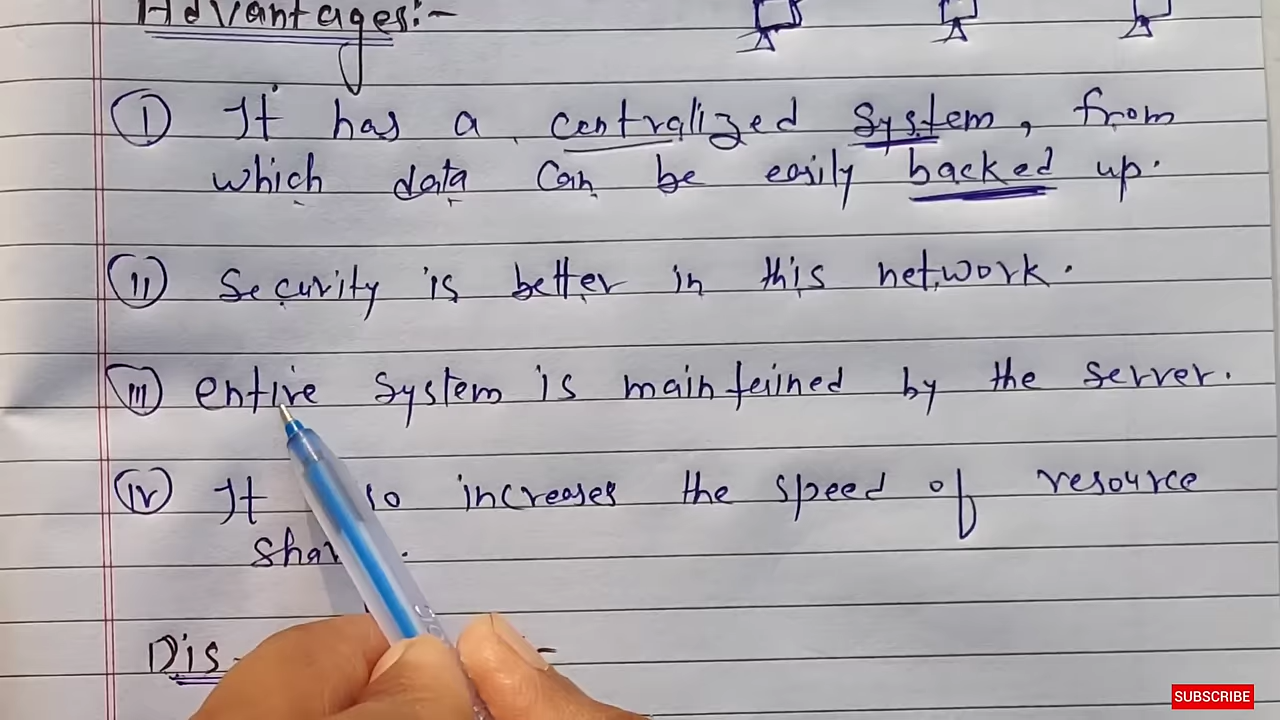 Advantages:-
(i) It has a centralized system, from
which data can be easily backed up.
(ii) Security is better in this network.
(iii) entire system is maintained by the server.
(iv) It increases the speed of resource
Dis-
SUBSCRIBE